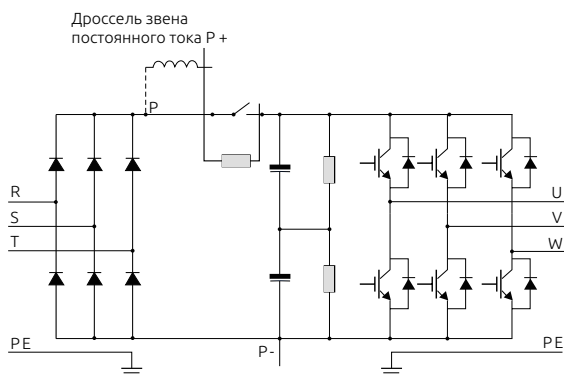 Дроссель звена
постоянного тока P +
P
R
S
T
U
V
W
PE
P-
PE